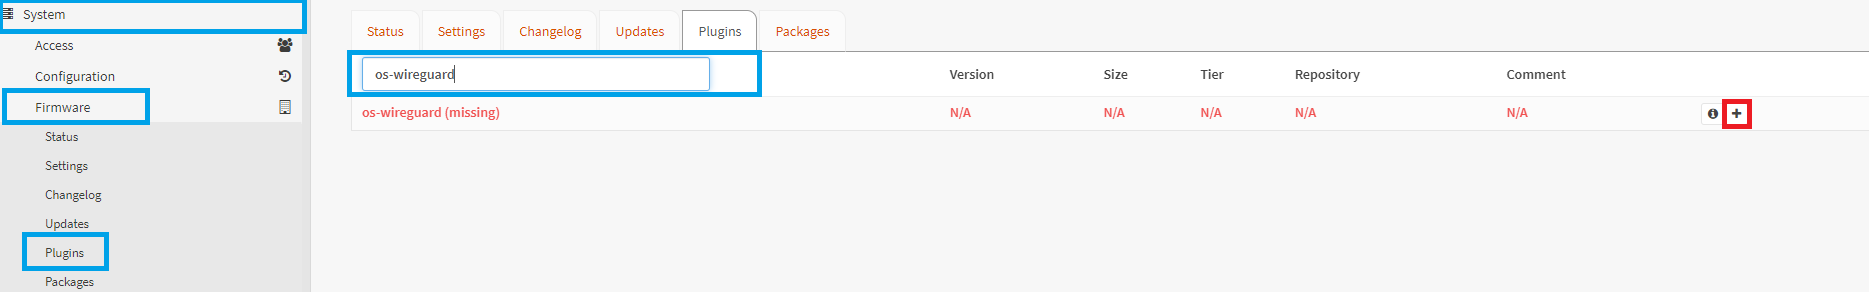 System
Access
Configuration
Firmware
Status
Settings
Changelog
Updates
Plugins
Packages
Status Settings Changelog Updates Plugins Packages
os-wireguard Version Size Tier Repository Comment
os-wireguard (missing) N/A N/A N/A N/A N/A